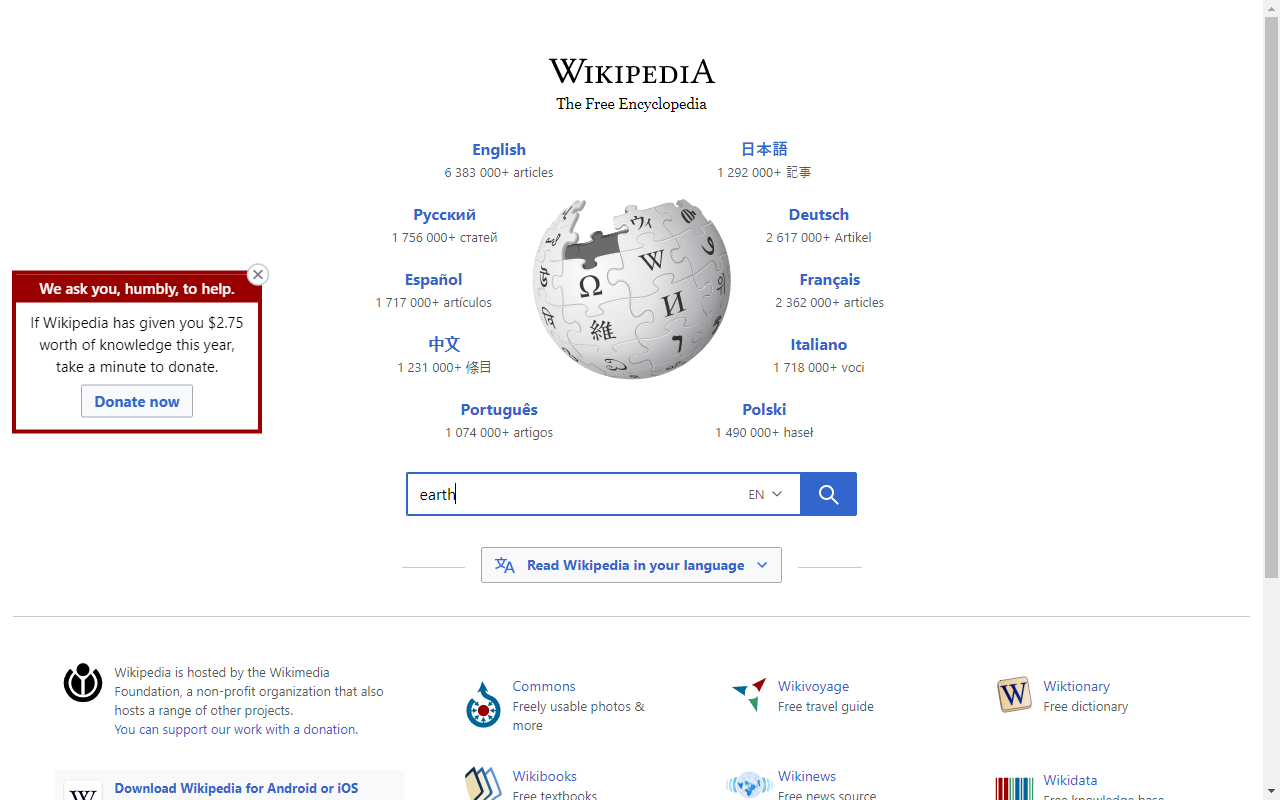 WIKIPEDIA
The Free Encyclopedia
English
6 383 000+ articles
日本語
1 292 000+ 記事
Русский
1 756 000+ статей
Deutsch
2 617 000+ Artikel
Español
1 717 000+ artículos
Français
2 362 000+ articles
中文
1 231 000+ 條目
Italiano
1 718 000+ voci
Português
1 074 000+ artigos
Polski
1 490 000+ haseł
We ask you, humbly, to help.
If Wikipedia has given you $2.75
worth of knowledge this year,
take a minute to donate.
Donate now
Ω
W
И
維
ウィ
earth
EN
Read Wikipedia in your language
Wikipedia is hosted by the Wikimedia
Foundation, a non-profit organization that also
hosts a range of other projects.
You can support our work with a donation.
Download Wikipedia for Android or iOS
W
Commons
Freely usable photos &
more
Wikivoyage
Free travel guide
W
Wiktionary
Free dictionary
Wikibooks
Free textbooks
Wikinews
Free news source
Wikidata
Free knowledge base